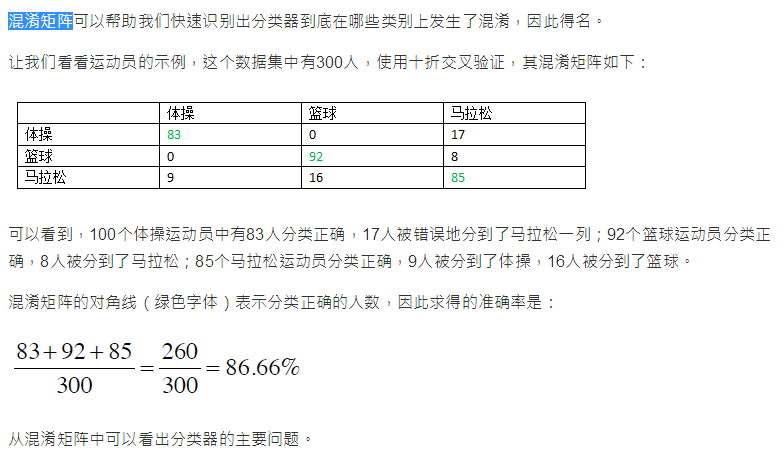 混淆矩阵可以帮助我们快速识别出分类器到底在哪些类别上发生了混淆，因此得名。
让我们看看运动员的示例，这个数据集中有300人，使用十折交叉验证，其混淆矩阵如下：
体操 篮球 马拉松
体操 83 0 17
篮球 0 92 8
马拉松 9 16 85
可以看到，100个体操运动员中有83人分类正确，17人被错误地分到了马拉松一列；92个篮球运动员分类正
确，8人被分到了马拉松；85个马拉松运动员分类正确，9人被分到了体操，16人被分到了篮球。
混淆矩阵的对角线（绿色字体）表示分类正确的人数，因此求得的准确率是：
83+92+85 260
= = 86.66%
300 300
从混淆矩阵中可以看出分类器的主要问题。